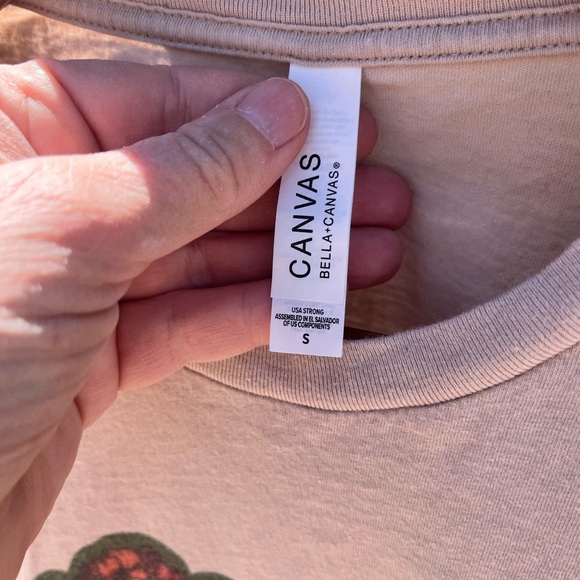 CANVAS
BELLA+CANVAS®
USA STRONG
ASSEMBLED IN EL SALVADOR
OF US COMPONENTS
S